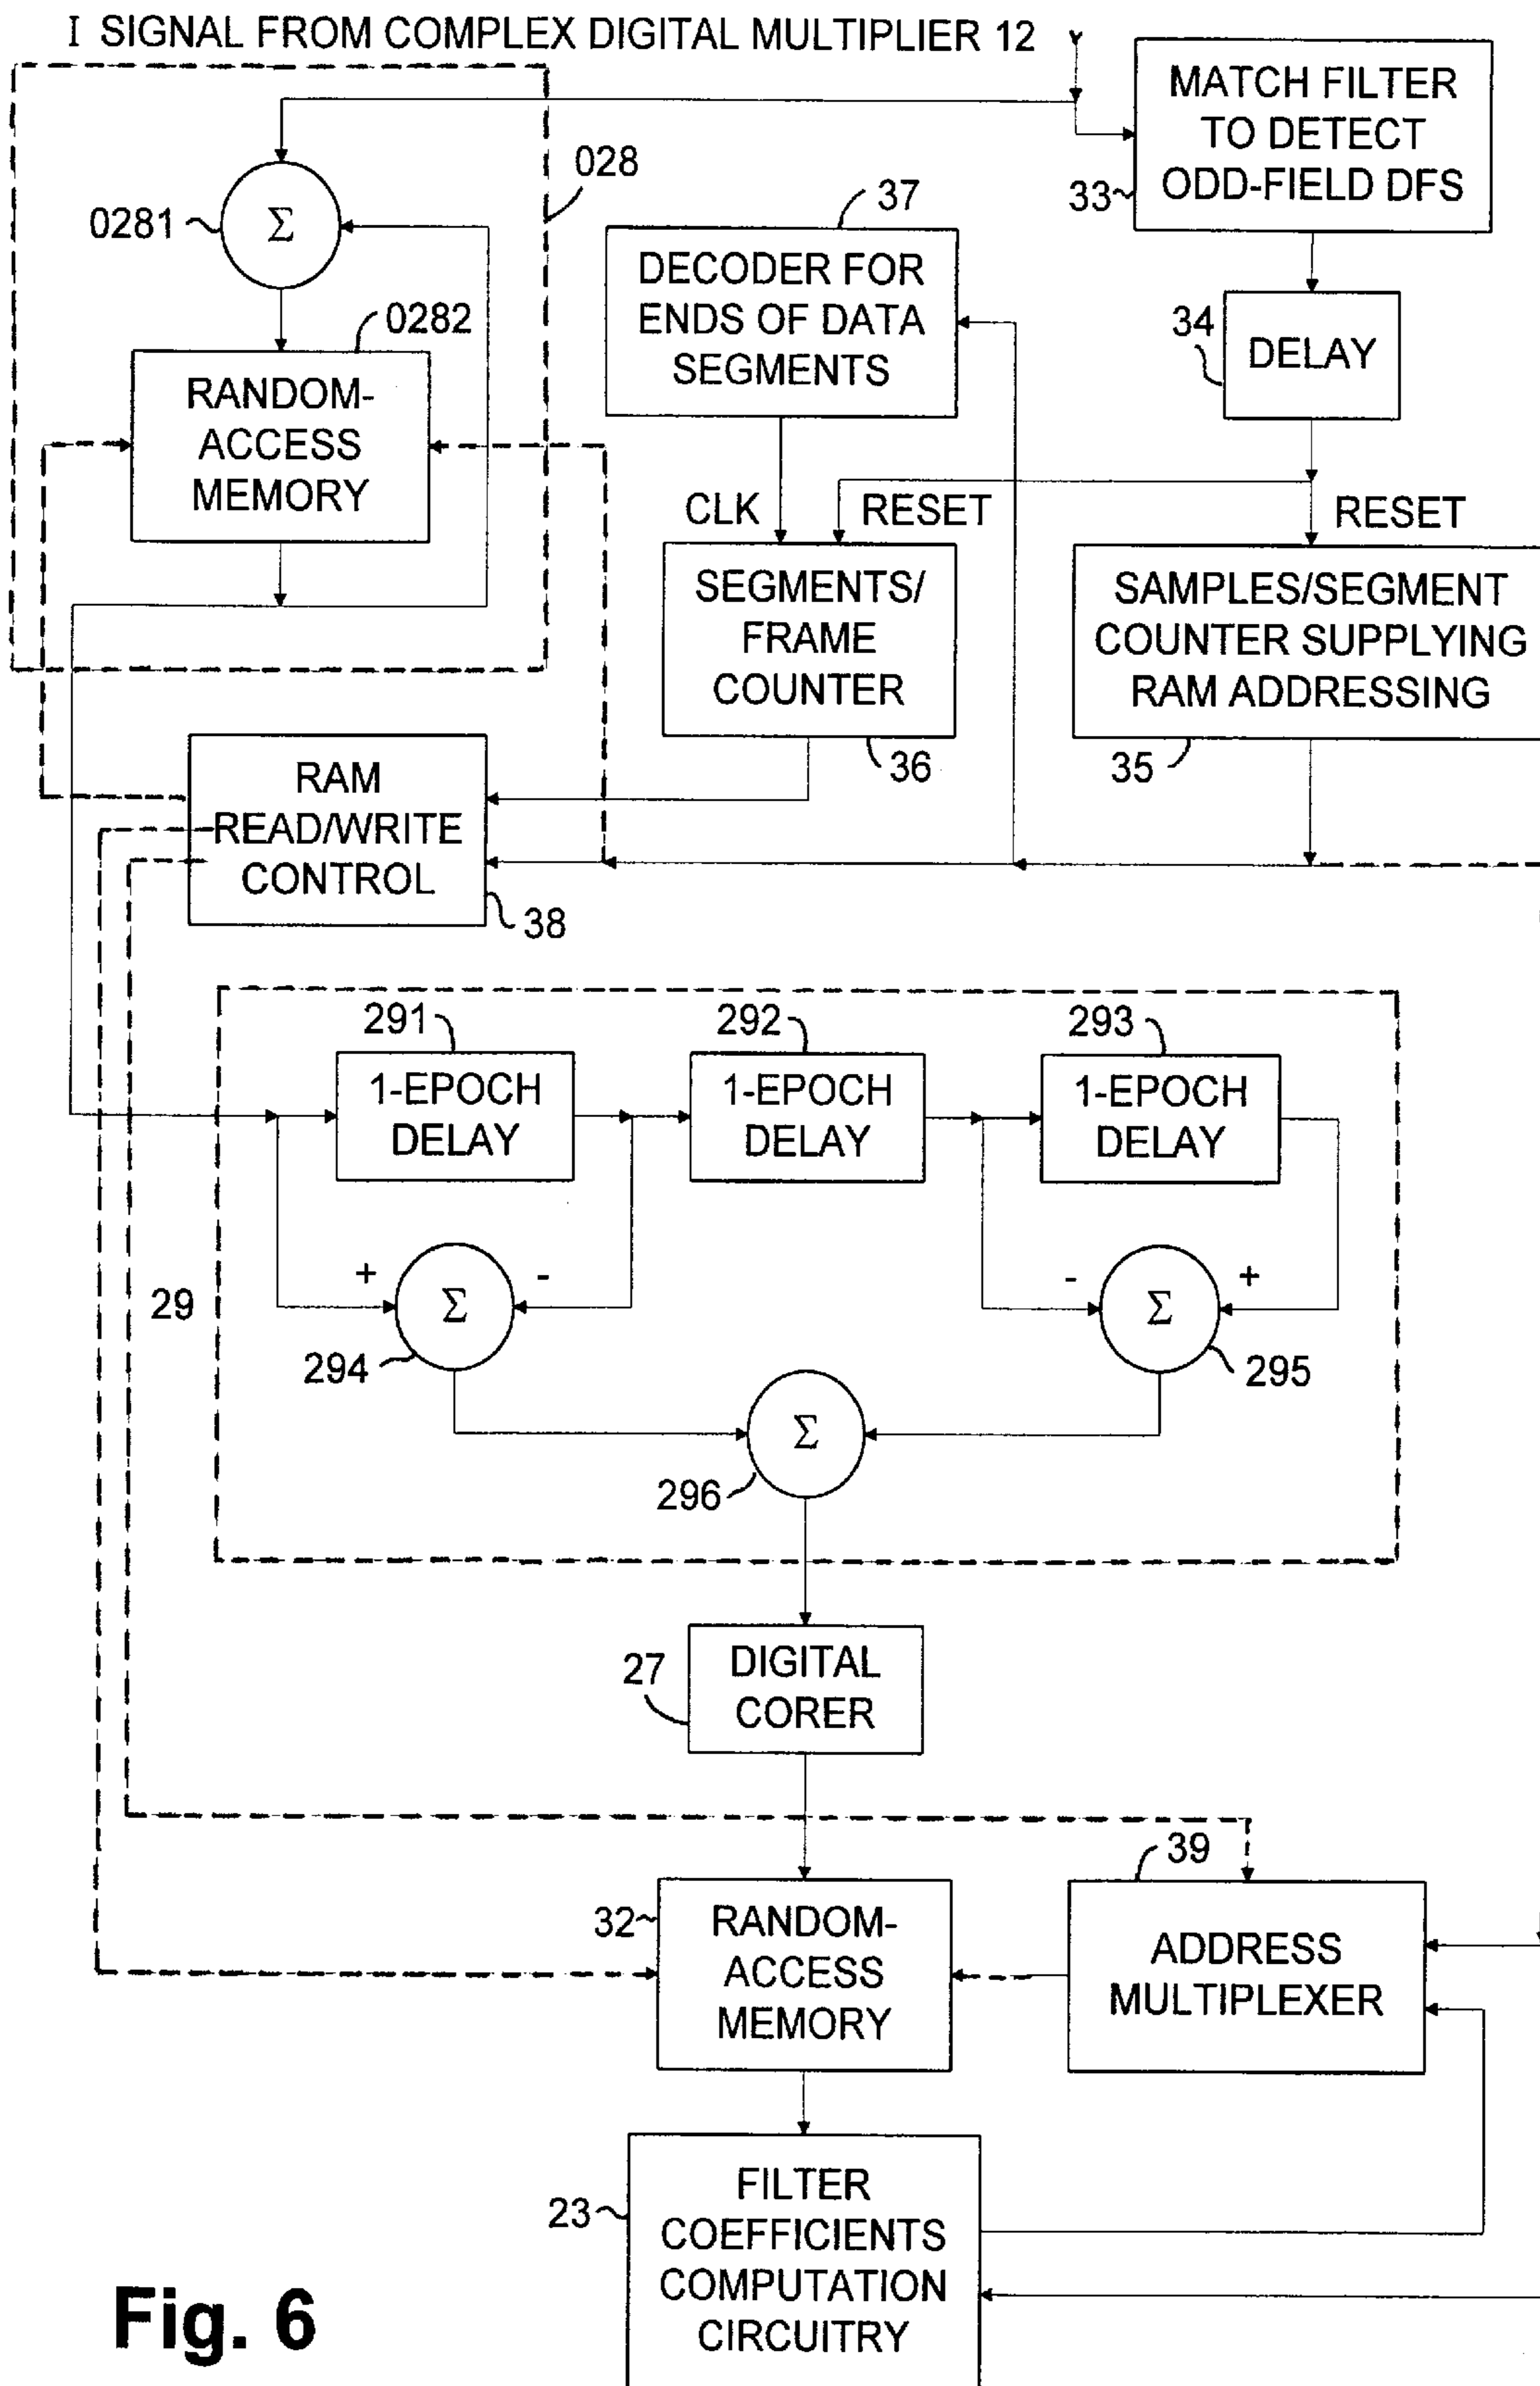 I SIGNAL FROM COMPLEX DIGITAL MULTIPLIER 12
MATCH FILTER
TO DETECT
ODD-FIELD DFS
33
028
0281
Σ
37
DECODER FOR
ENDS OF DATA
SEGMENTS
34
DELAY
0282
RANDOM-
ACCESS
MEMORY
CLK
RESET
RESET
SEGMENTS/
FRAME
COUNTER
36
SAMPLES/SEGMENT
COUNTER SUPPLYING
RAM ADDRESSING
35
RAM
READ/WRITE
CONTROL
38
291
292
293
1-EPOCH
DELAY
1-EPOCH
DELAY
1-EPOCH
DELAY
29
+
-
Σ
294
-
+
Σ
295
Σ
296
27
DIGITAL
CORER
39
32
RANDOM-
ACCESS
MEMORY
ADDRESS
MULTIPLEXER
23
FILTER
COEFFICIENTS
COMPUTATION
CIRCUITRY
Fig. 6